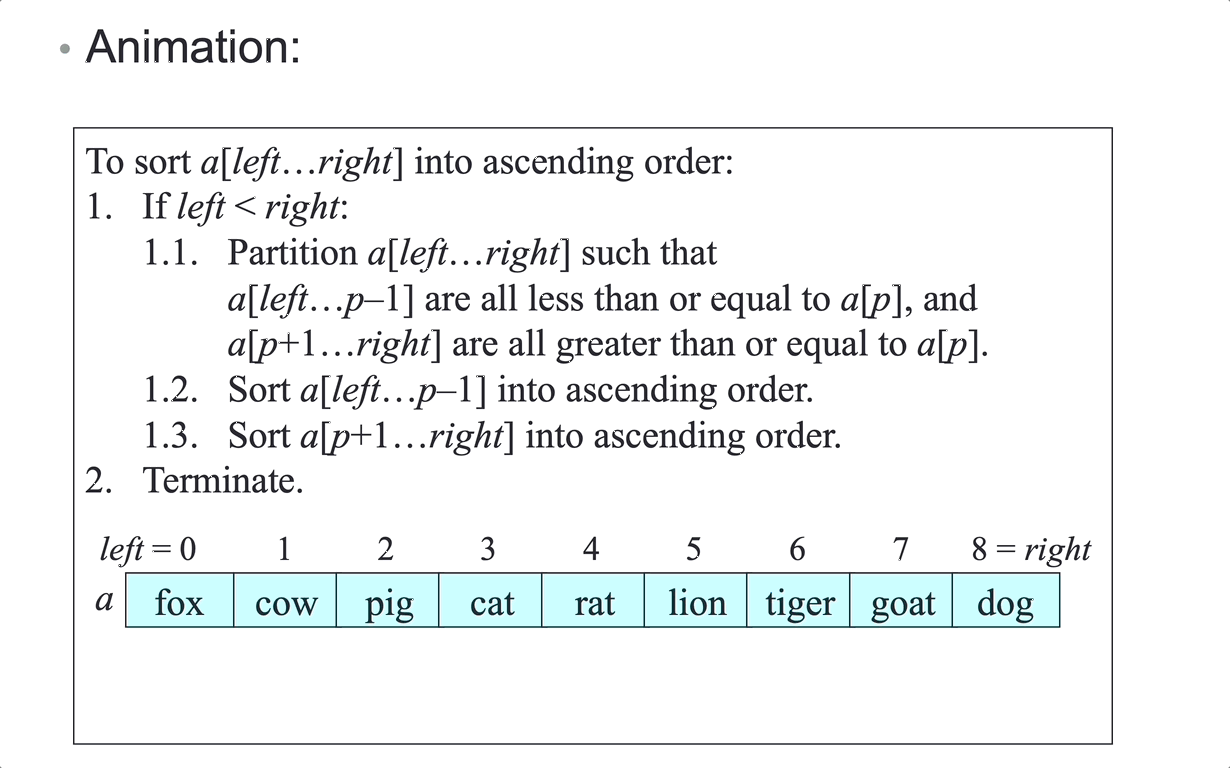 • Animation:
To sort a[left…right] into ascending order:
1. If left < right:
1.1. Partition a[left…right] such that
a[left…p–1] are all less than or equal to a[p], and
a[p+1…right] are all greater than or equal to a[p].
1.2. Sort a[left…p–1] into ascending order.
1.3. Sort a[p+1…right] into ascending order.
2. Terminate.
left = 0 1 2 3 4 5 6 7 8 = right
a fox cow pig cat rat lion tiger goat dog